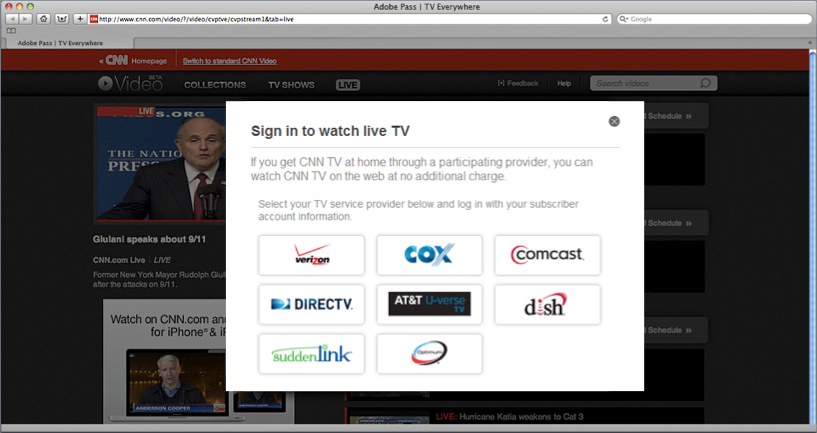 Adobe Pass | TV Everywhere
http://www.cnn.com/video/?/video/cvptve/cvpstream1&tab=live
Google
Adobe Pass | TV Everywhere
« CNN Homepage
Switch to standard CNN Video
Video BETA
COLLECTIONS
TV SHOWS
LIVE
Feedback
Help
Search videos
LIVE
S.ORG
THE NATIO
PRES
Giuliani speaks about 9/11
CNN.com Live | LIVE
Former New York Mayor Rudolph Giuli
after the attacks on 9/11.
Watch on CNN.com and
for iPhone® & iP
ANDERSON COOPER
Sign in to watch live TV
If you get CNN TV at home through a participating provider, you can
watch CNN TV on the web at no additional charge.
Select your TV service provider below and log in with your subscriber
account information.
verizon
COX
comcast
DIRECTV
AT&T U-verse TV
dish
suddenlink
Optimum
Schedule »
Schedule »
Schedule »
LIVE: Hurricane Katia weakens to Cat 3